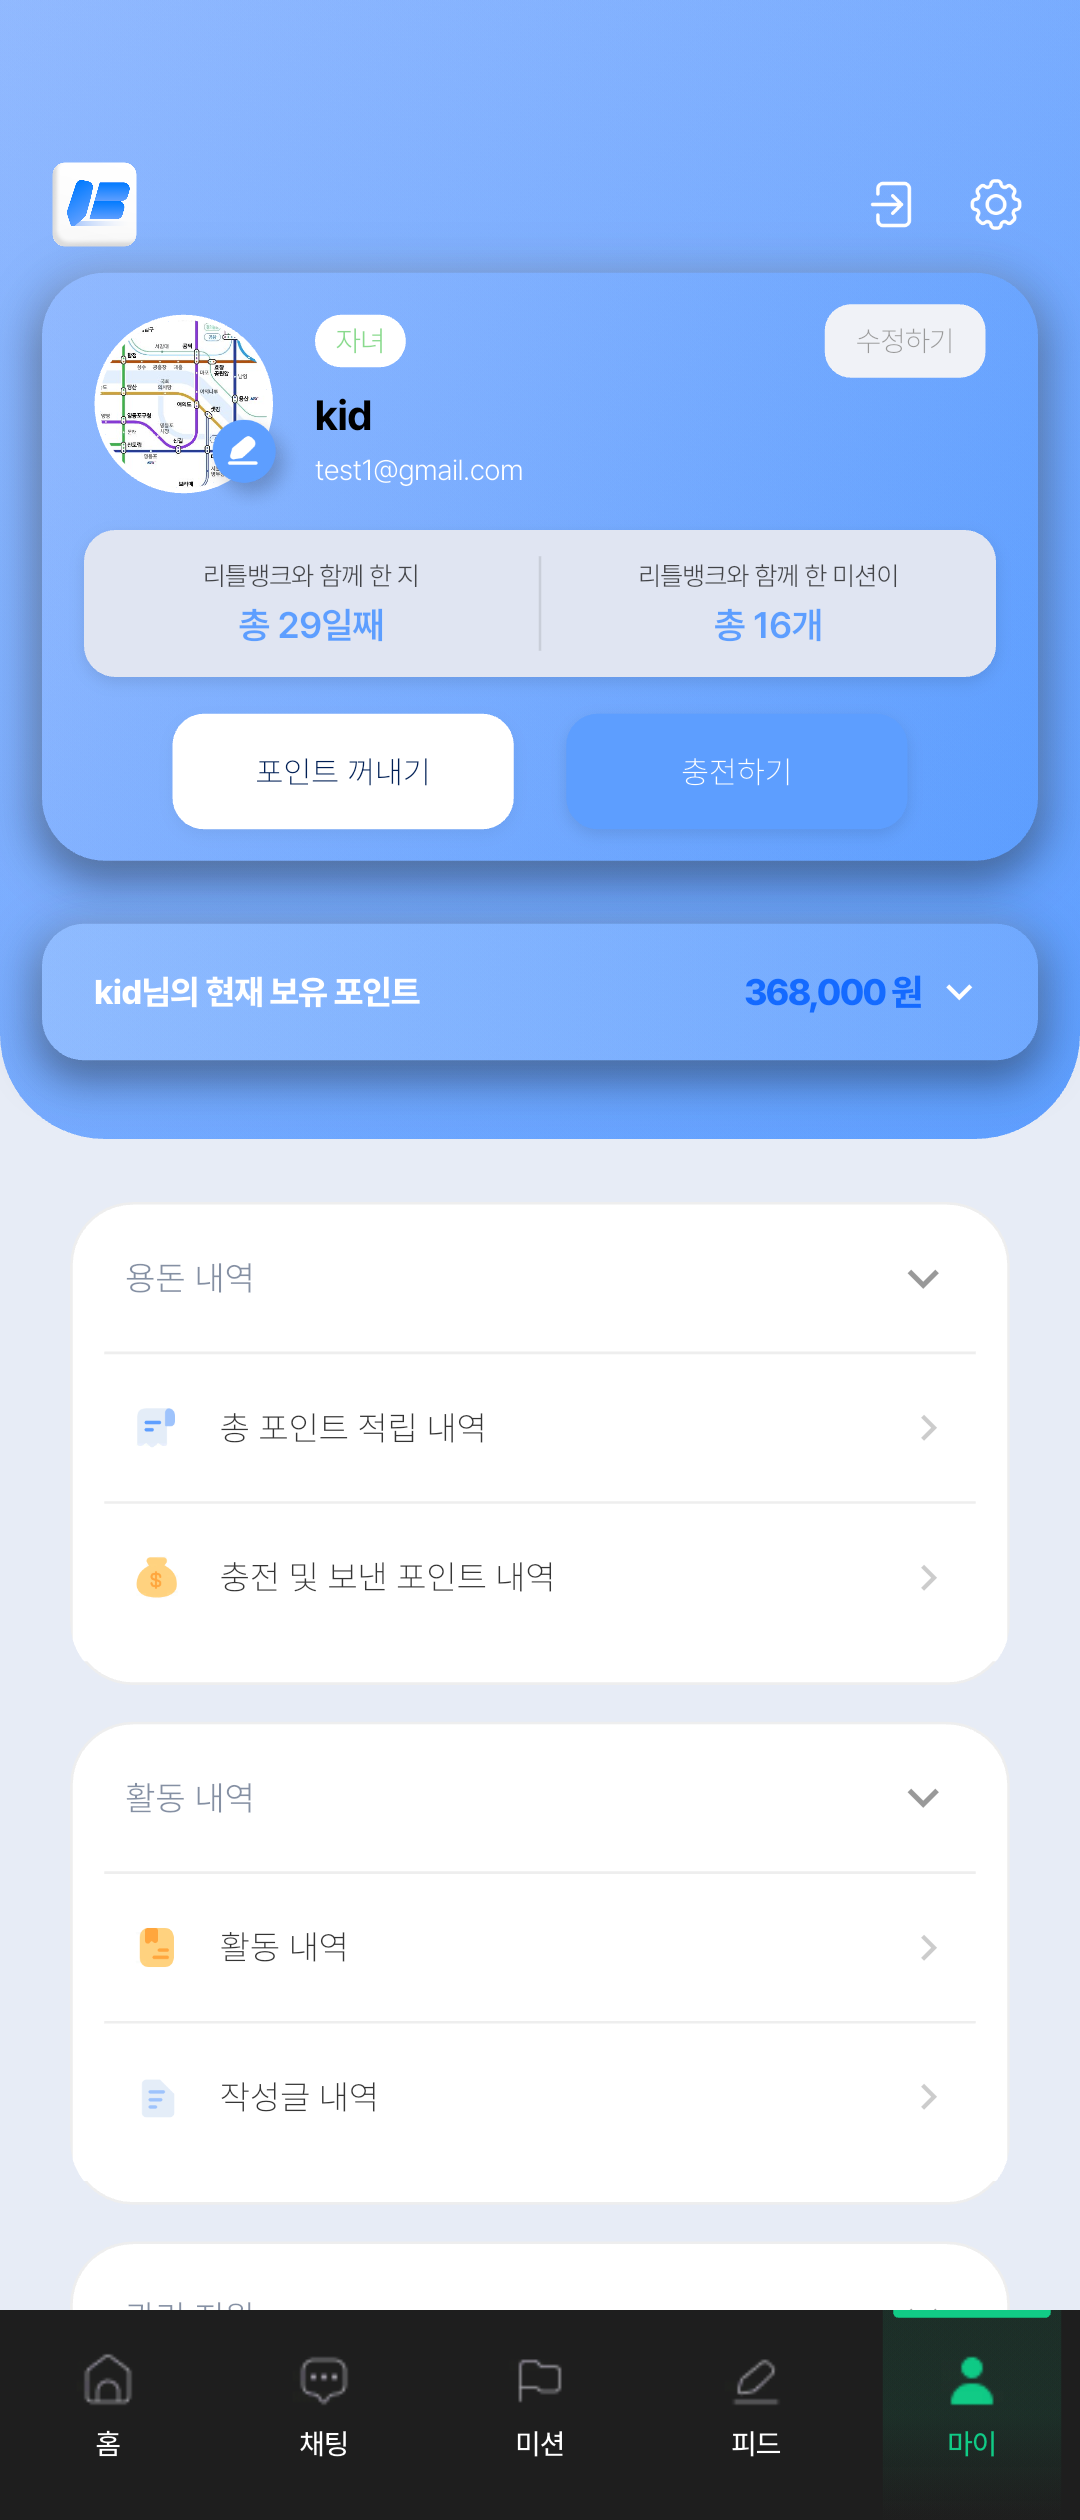 자녀
수정하기
kid
test1@gmail.com
리틀뱅크와 함께 한 지
총 29일째
리틀뱅크와 함께 한 미션이
총 16개
포인트 꺼내기
충전하기
kid님의 현재 보유 포인트
368,000 원
용돈 내역
총 포인트 적립 내역
충전 및 보낸 포인트 내역
활동 내역
활동 내역
작성글 내역
홈
채팅
미션
피드
마이